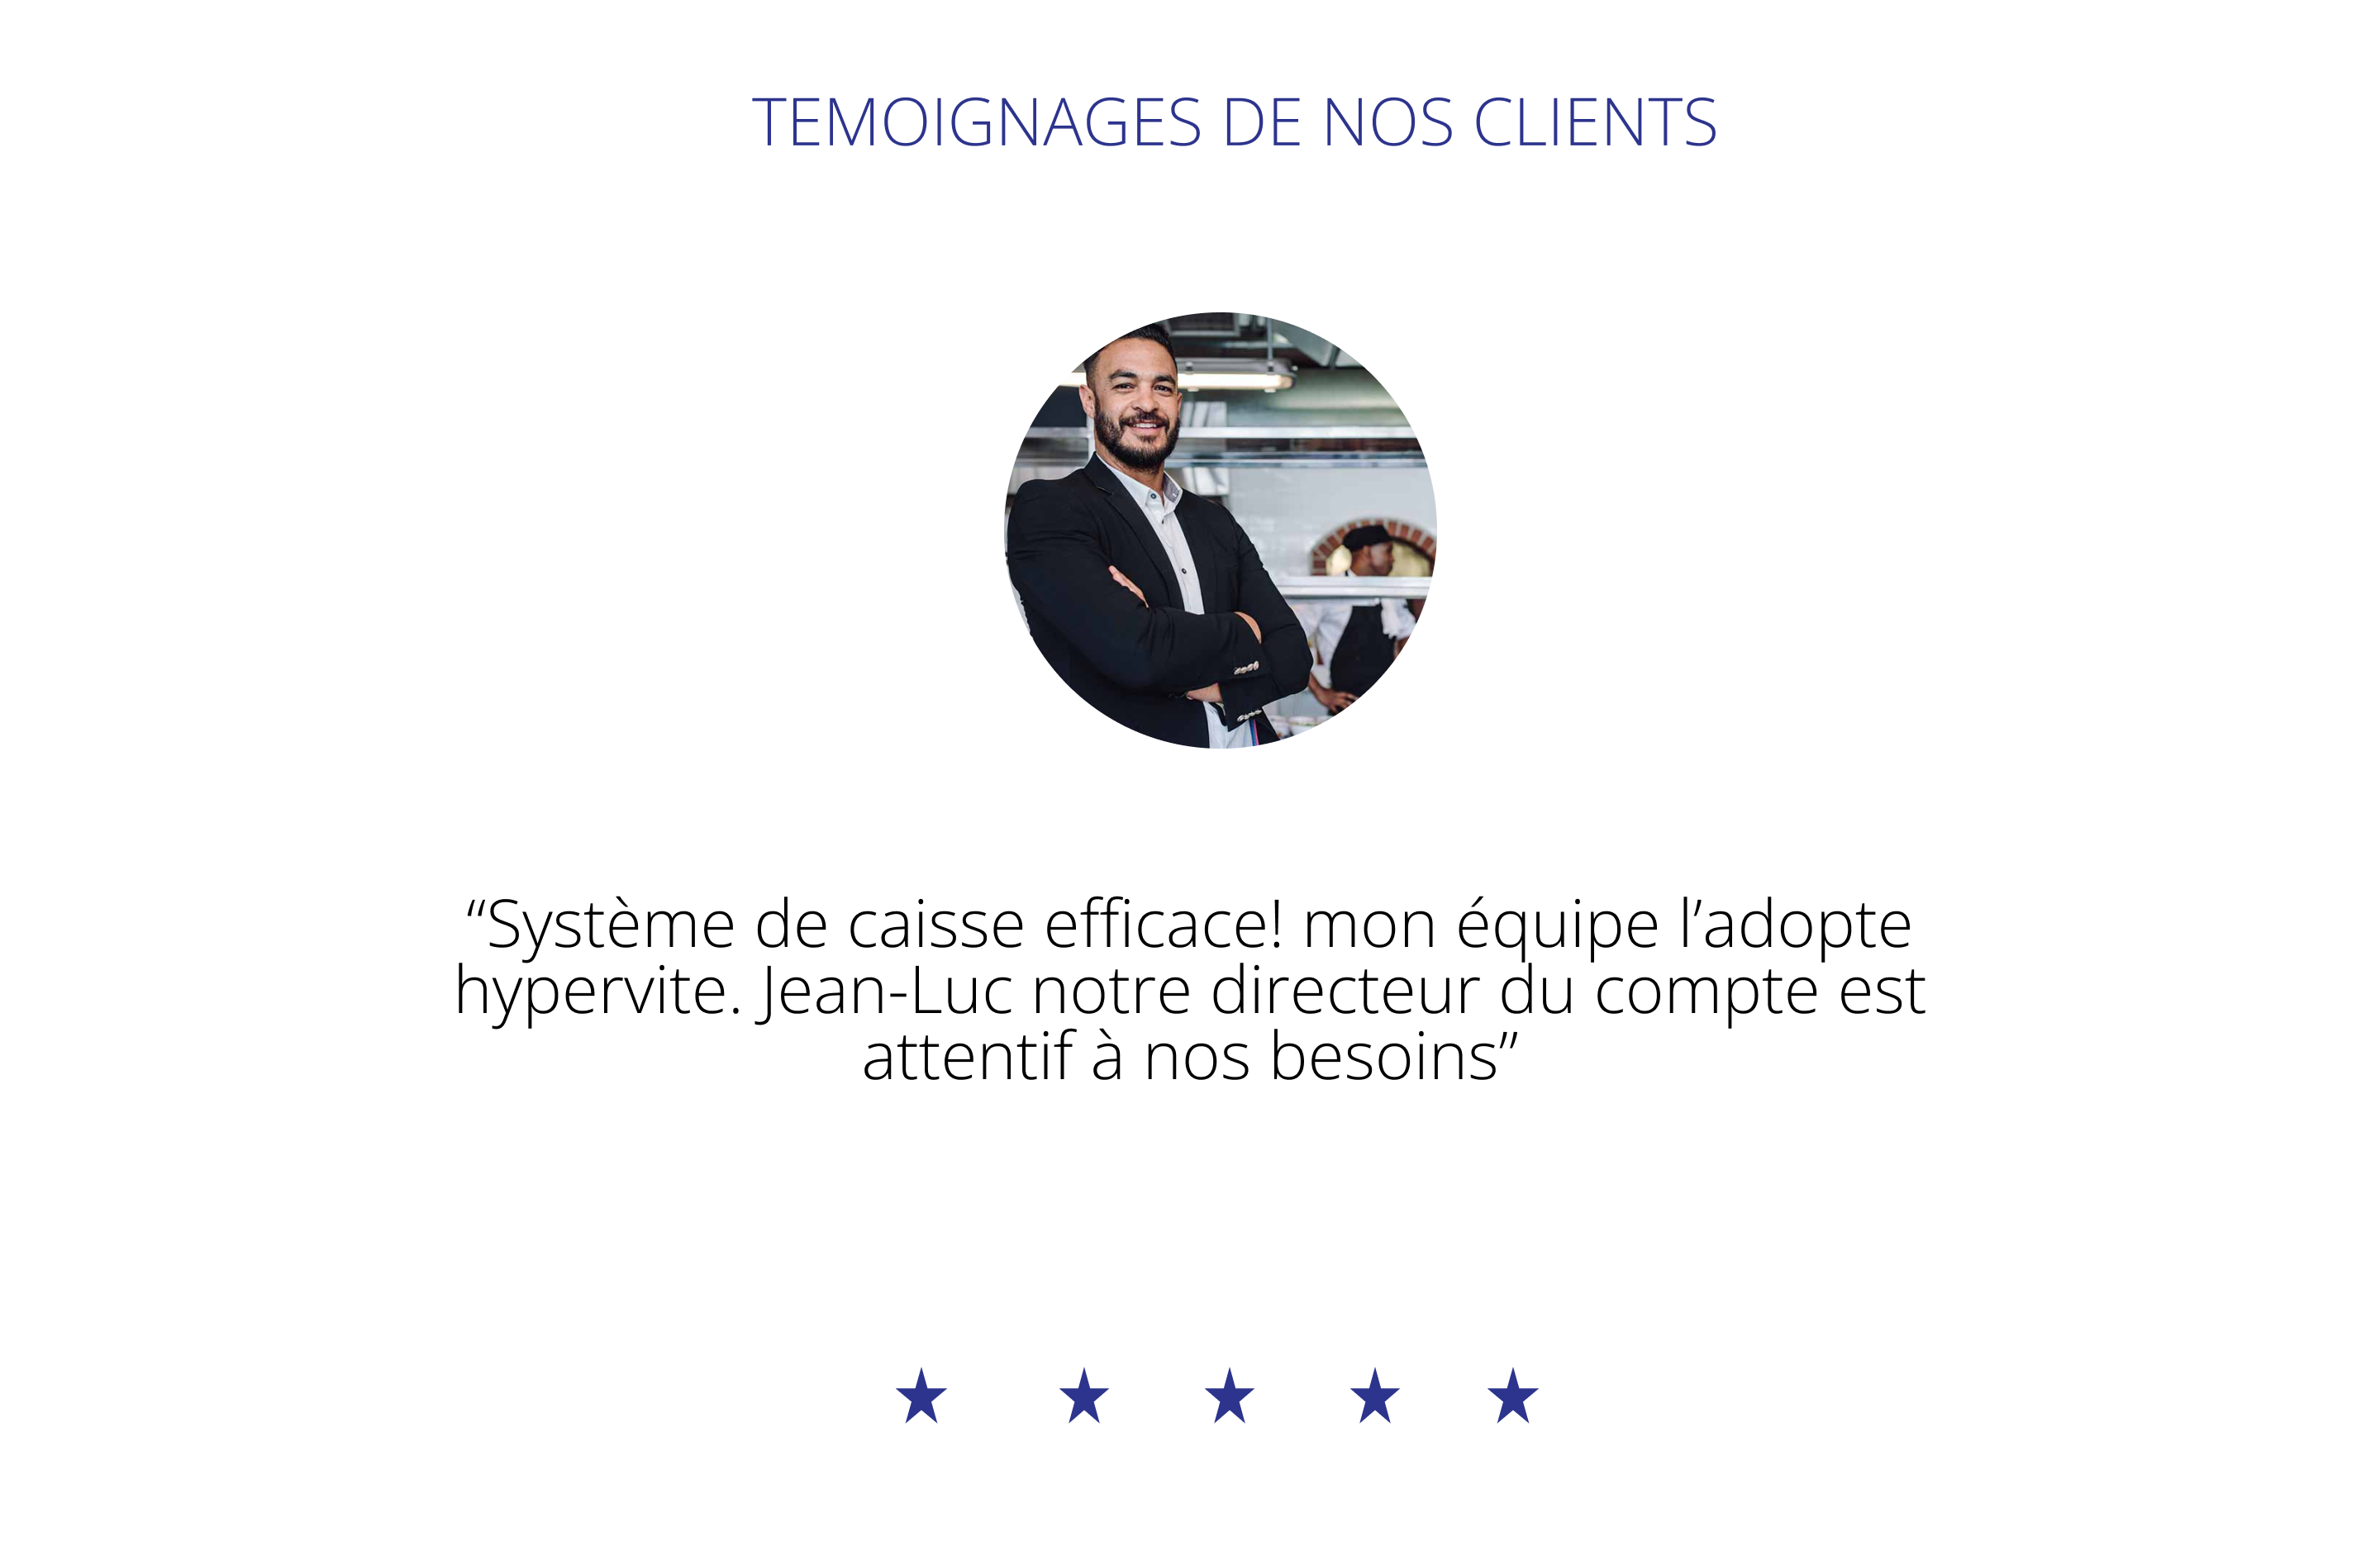 TEMOIGNAGES DE NOS CLIENTS
“Système de caisse efficace! mon équipe l’adopte
hypervite. Jean-Luc notre directeur du compte est
attentif à nos besoins”